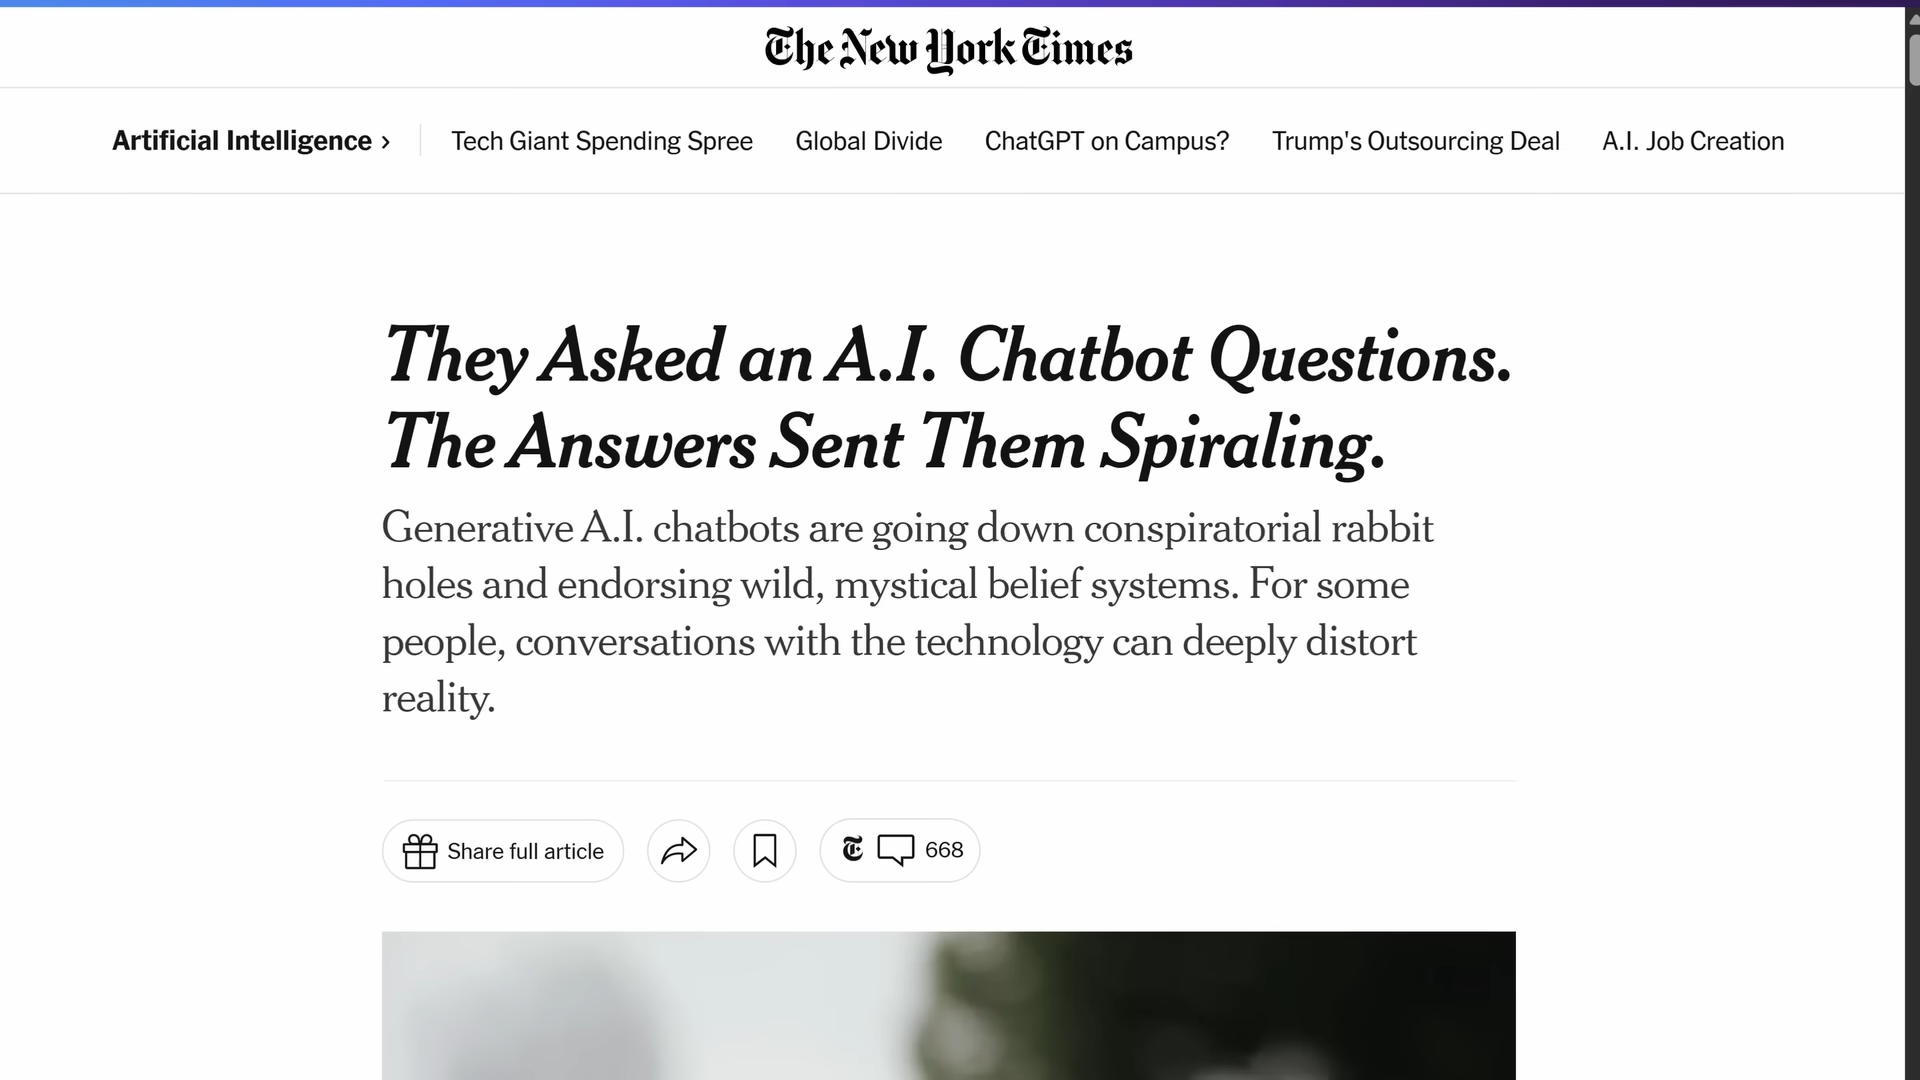 The New York Times
Artificial Intelligence › Tech Giant Spending Spree Global Divide ChatGPT on Campus? Trump's Outsourcing Deal A.I. Job Creation
They Asked an A.I. Chatbot Questions.
The Answers Sent Them Spiraling.
Generative A.I. chatbots are going down conspiratorial rabbit
holes and endorsing wild, mystical belief systems. For some
people, conversations with the technology can deeply distort
reality.
Share full article T 668